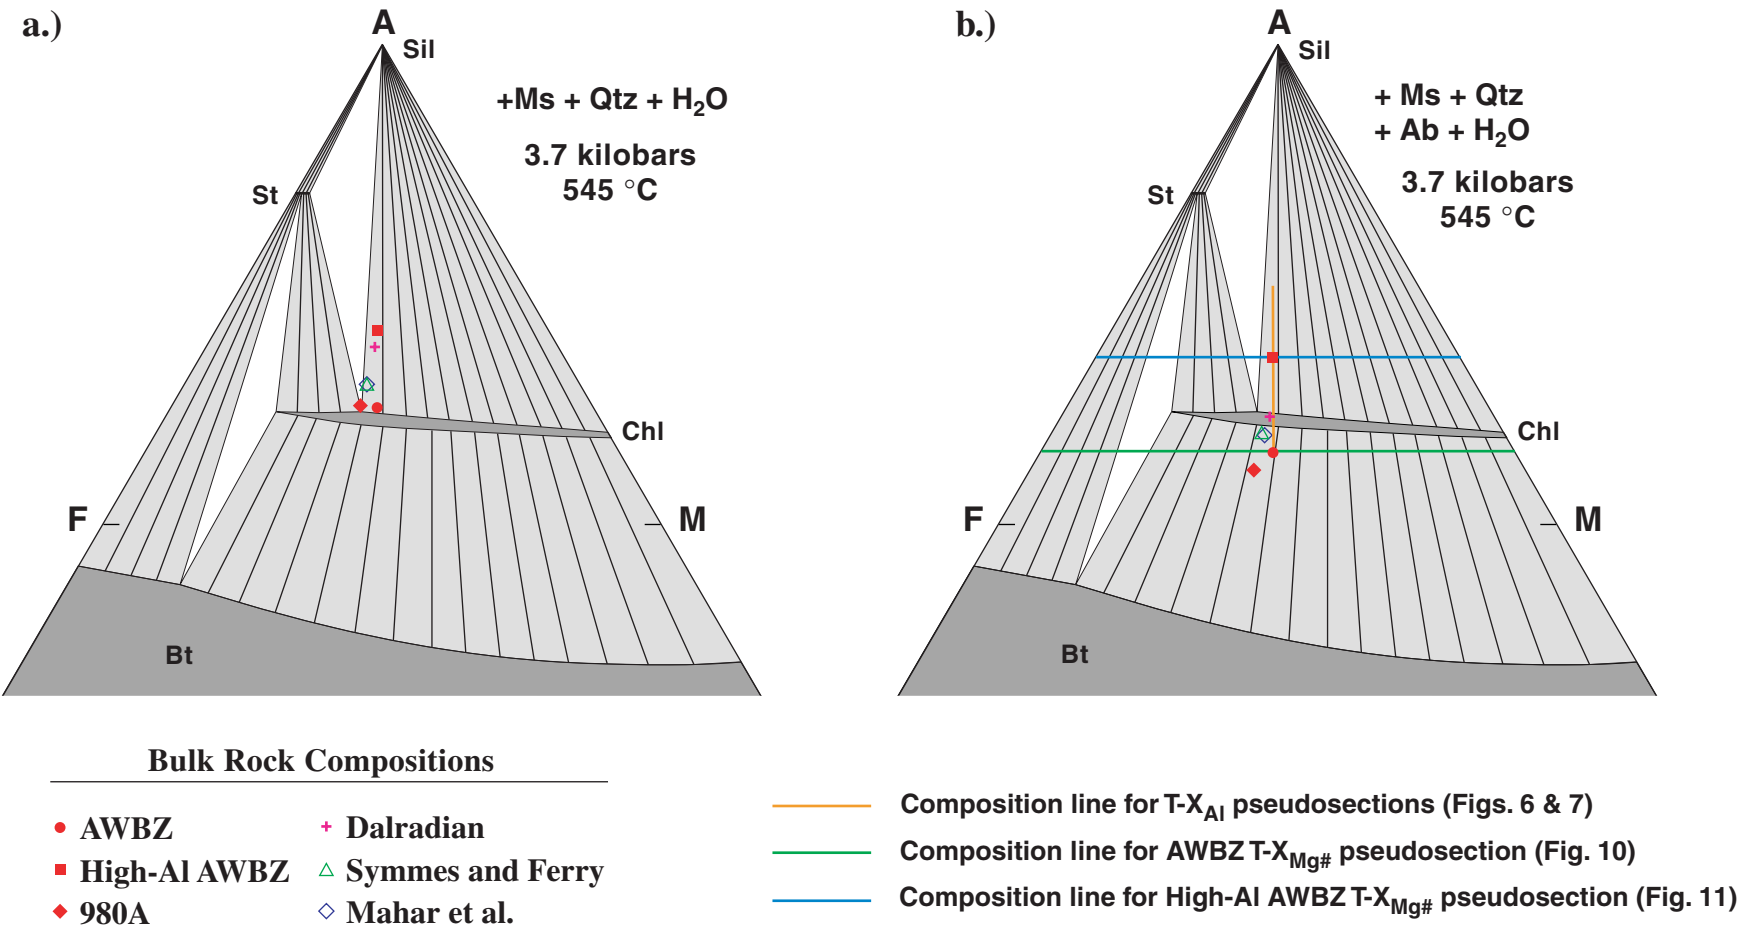 a.)
A
Sil
+Ms + Qtz + H2O
3.7 kilobars
545 °C
St
Chl
F
M
Bt
b.)
A
Sil
+ Ms + Qtz
+ Ab + H2O
3.7 kilobars
545 °C
St
Chl
F
M
Bt
Bulk Rock Compositions
AWBZ
High-Al AWBZ
980A
Dalradian
Symmes and Ferry
Mahar et al.
Composition line for T-XAl pseudosections (Figs. 6 & 7)
Composition line for AWBZ T-XMg# pseudosection (Fig. 10)
Composition line for High-Al AWBZ T-XMg# pseudosection (Fig. 11)